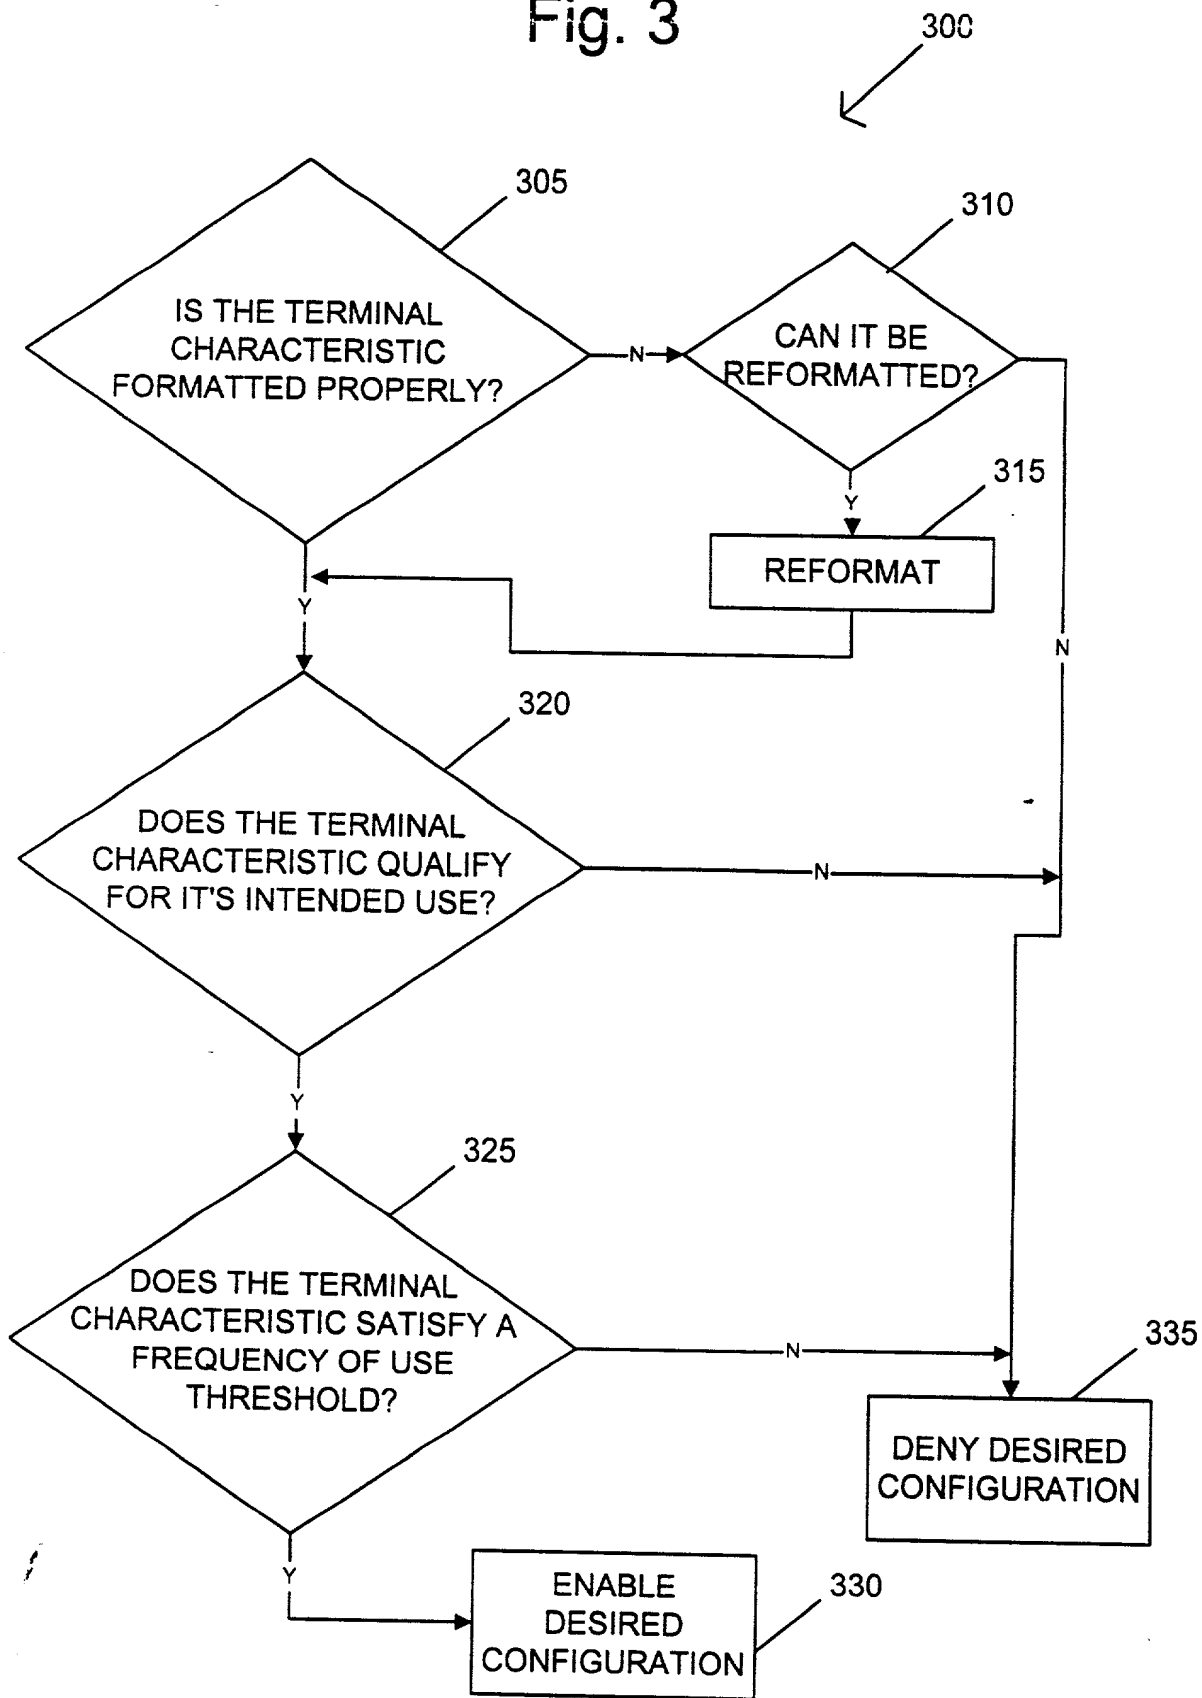 Fig. 3
300
305
310
IS THE TERMINAL
CHARACTERISTIC
FORMATTED PROPERLY?
N
CAN IT BE
REFORMATTED?
Y
315
REFORMAT
Y
N
320
DOES THE TERMINAL
CHARACTERISTIC QUALIFY
FOR IT'S INTENDED USE?
N
Y
325
DOES THE TERMINAL
CHARACTERISTIC SATISFY A
FREQUENCY OF USE
THRESHOLD?
N
335
DENY DESIRED
CONFIGURATION
Y
ENABLE
DESIRED
CONFIGURATION
330